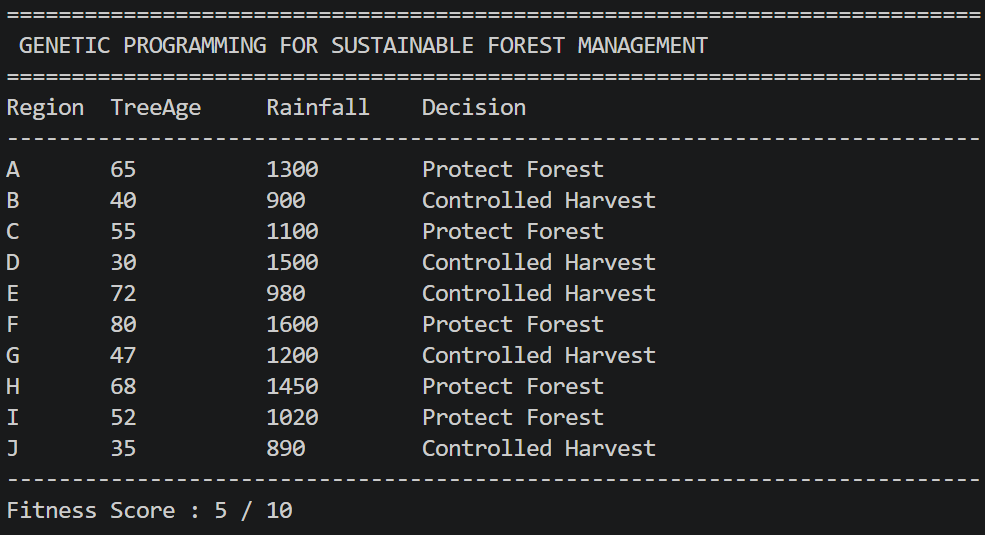 ===========================================================================
 GENETIC PROGRAMMING FOR SUSTAINABLE FOREST MANAGEMENT
===========================================================================
Region  TreeAge     Rainfall    Decision
---------------------------------------------------------------------------
A       65          1300        Protect Forest
B       40          900         Controlled Harvest
C       55          1100        Protect Forest
D       30          1500        Controlled Harvest
E       72          980         Controlled Harvest
F       80          1600        Protect Forest
G       47          1200        Controlled Harvest
H       68          1450        Protect Forest
I       52          1020        Protect Forest
J       35          890         Controlled Harvest
---------------------------------------------------------------------------
Fitness Score : 5 / 10